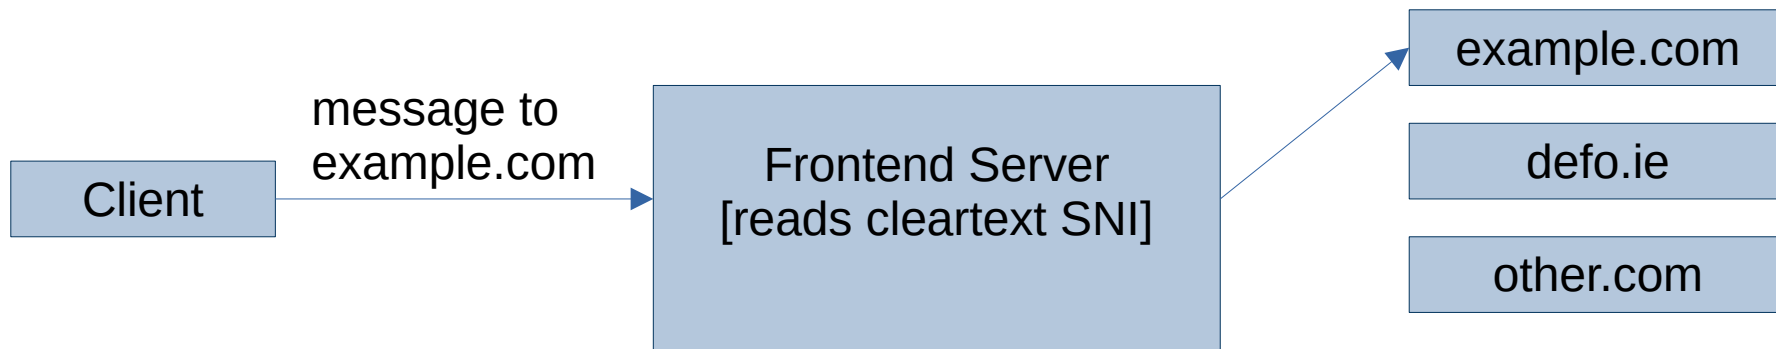 Client
message to
example.com
Frontend Server
[reads cleartext SNI]
example.com
defo.ie
other.com